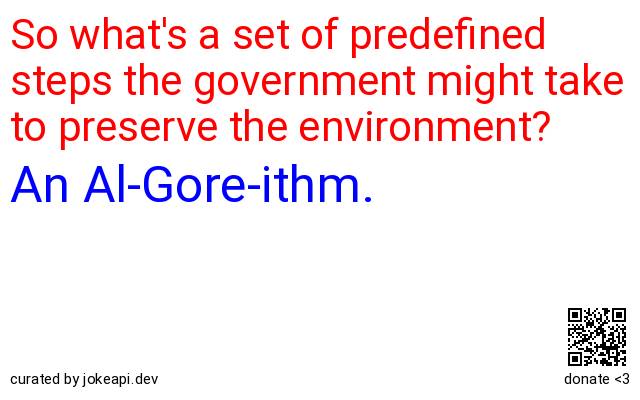 So what's a set of predefined
steps the government might take
to preserve the environment?
An Al-Gore-ithm.
curated by jokeapi.dev
donate <3